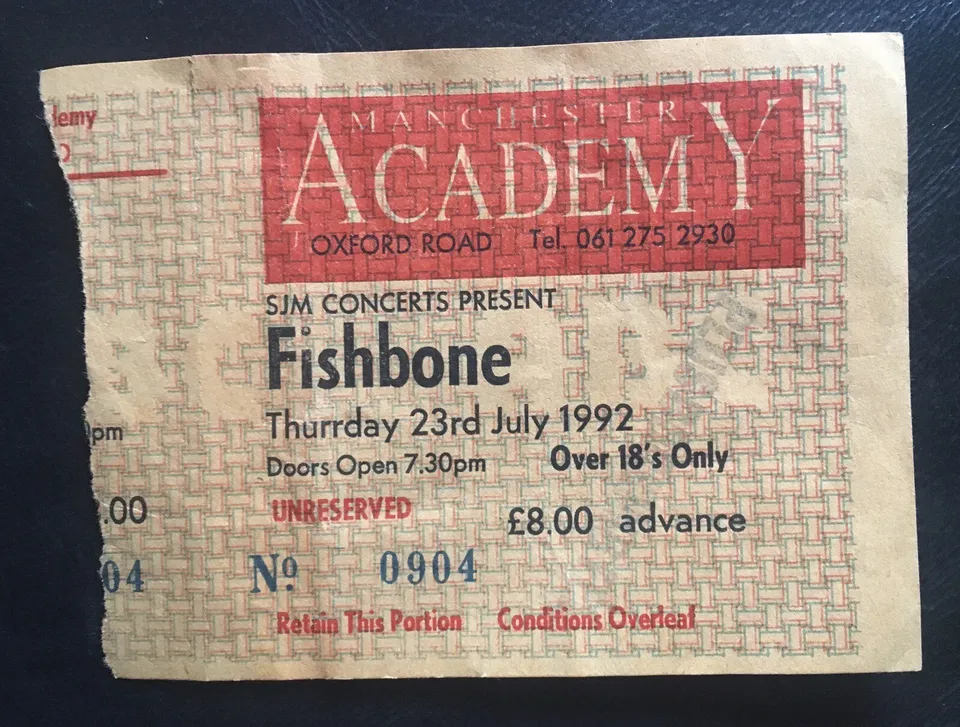 demy
MANCHESTER
ACADEMY
OXFORD ROAD Tel. 061 275 2930
SJM CONCERTS PRESENT
Fishbone
Thurrday 23rd July 1992
pm
Doors Open 7.30pm Over 18's Only
.00
UNRESERVED £8.00 advance
04
Nº 0904
Retain This Portion Conditions Overleaf